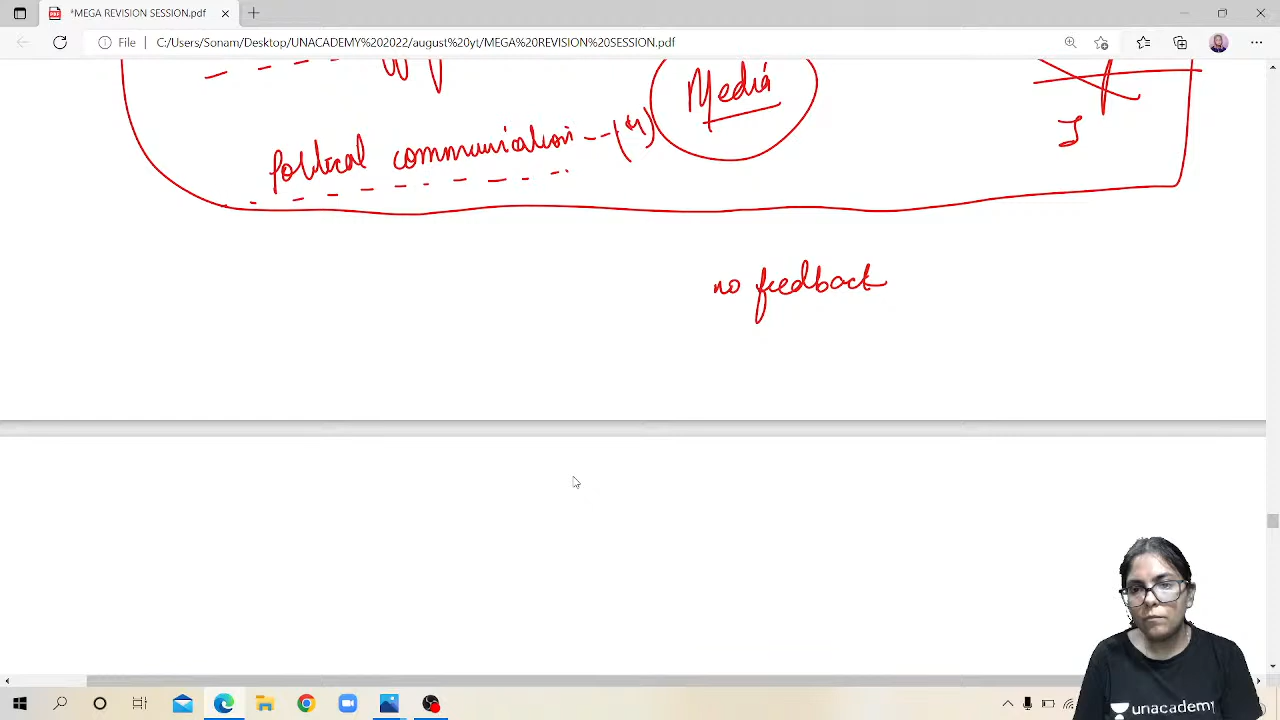 *MEGA REVISION SESSION.pdf
File C:/Users/Sonam/Desktop/UNACADEMY%202022/august%20yt/MEGA%20REVISION%20SESSION.pdf
Media
Political communication
I
no feedback
unacademy